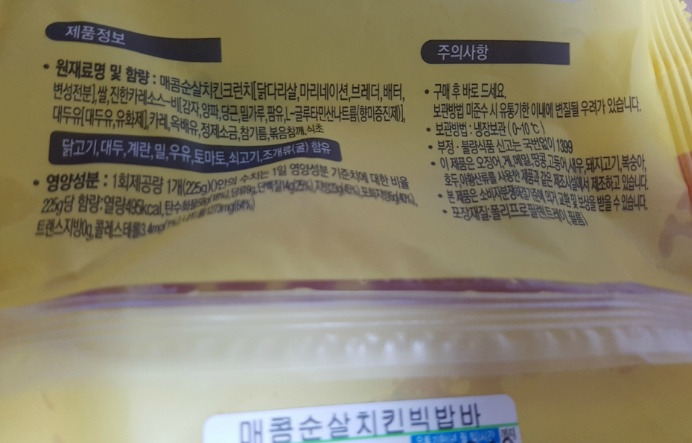 제품정보
• 원재료명 및 함량 : 매콤순살치킨크런치[닭다리살,마리네이션,브레더,배터,
변성전분],쌀,진한카레소스-비[감자,양파,당근,밀가루,팜유,L-글루타민산나트륨(향미증진제)],
대두유[대두유,유화제],카레,옥배유,정제소금,참기름,볶음참깨,식초
닭고기,대두,계란,밀,우유,토마토,쇠고기,조개류(굴) 함유
• 영양성분 : 1회제공량 1개(225g) ()안의 수치는 1일 영양성분 기준치에 대한 비율
225g당 함량:열량495kcal,탄수화물
트랜스지방0g,콜레스테롤
주의사항
• 구매 후 바로 드세요.
보관방법 미준수 시 유통기한 이내에 변질될 우려가 있습니다.
• 보관방법 : 냉장보관 (0~10℃)
• 부정·불량식품 신고는 국번없이 1399
• 이 제품은 오징어,게,메밀,땅콩,고등어,새우,돼지고기,복숭아,
호두,아황산류를 사용한 제품과 같은 제조시설에서 제조하고 있습니다.
• 본 제품은 소비자분쟁해결기준에 의거 교환 및 보상을 받을 수 있습니다.
• 포장재질:폴리프로필렌
매콤순살치킨빅밥바